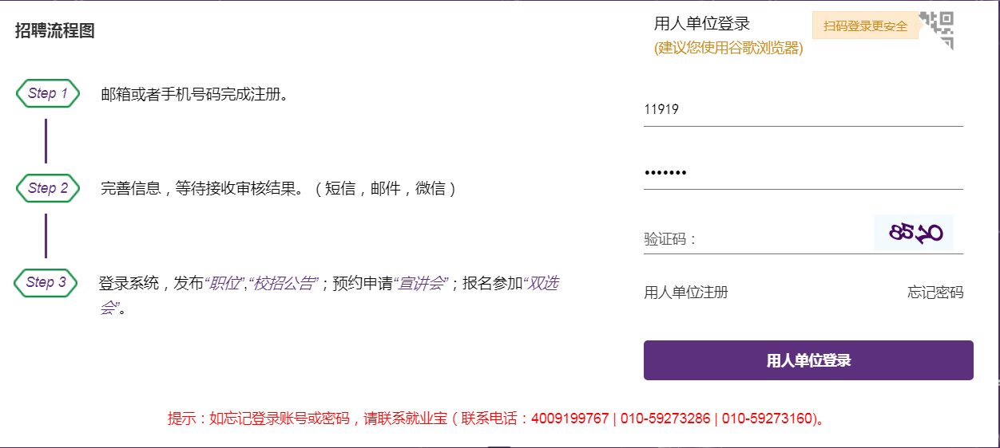 招聘流程图
Step 1
邮箱或者手机号码完成注册。
Step 2
完善信息，等待接收审核结果。（短信，邮件，微信）
Step 3
登录系统，发布“职位”,“校招公告”；预约申请“宣讲会”；报名参加“双选
会”。
用人单位登录
(建议您使用谷歌浏览器)
扫码登录更安全
11919
•••••••
验证码：
8520
用人单位注册
忘记密码
用人单位登录
提示：如忘记登录账号或密码，请联系就业宝（联系电话：4009199767 | 010-59273286 | 010-59273160)。